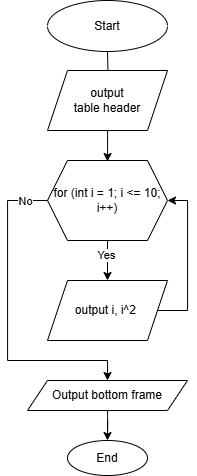 Start
output
table header
for (int i = 1; i <= 10;
i++)
No
Yes
output i, i^2
Output bottom frame
End